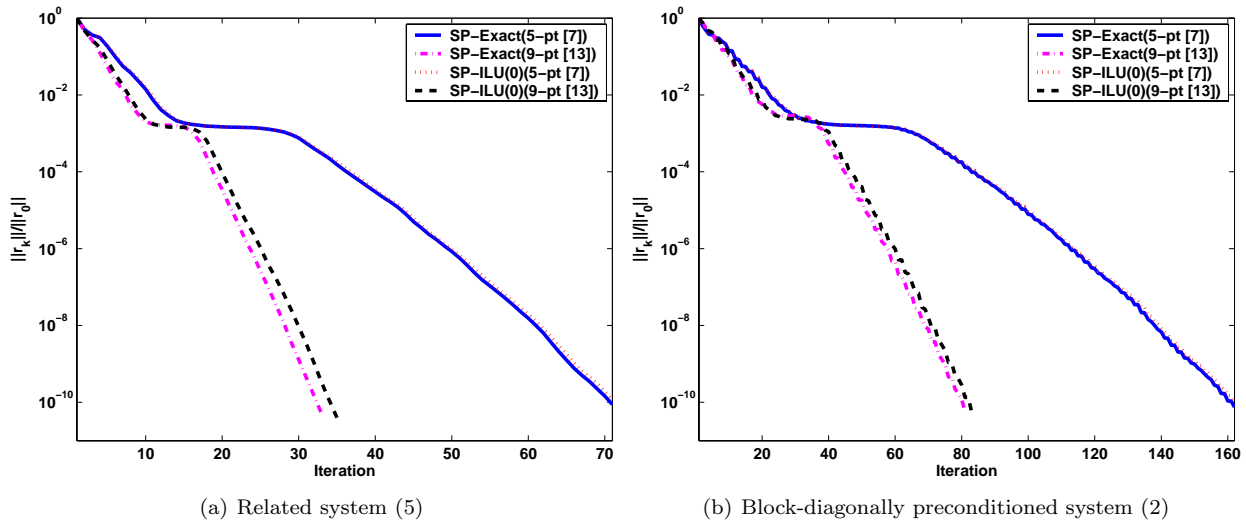 10^0
10^-2
10^-4
10^-6
10^-8
10^-10
||r_k||/||r_0||
SP-Exact(5-pt [7])
SP-Exact(9-pt [13])
SP-ILU(0)(5-pt [7])
SP-ILU(0)(9-pt [13])
10 20 30 40 50 60 70
Iteration
(a) Related system (5)
10^0
10^-2
10^-4
10^-6
10^-8
10^-10
||r_k||/||r_0||
SP-Exact(5-pt [7])
SP-Exact(9-pt [13])
SP-ILU(0)(5-pt [7])
SP-ILU(0)(9-pt [13])
20 40 60 80 100 120 140 160
Iteration
(b) Block-diagonally preconditioned system (2)